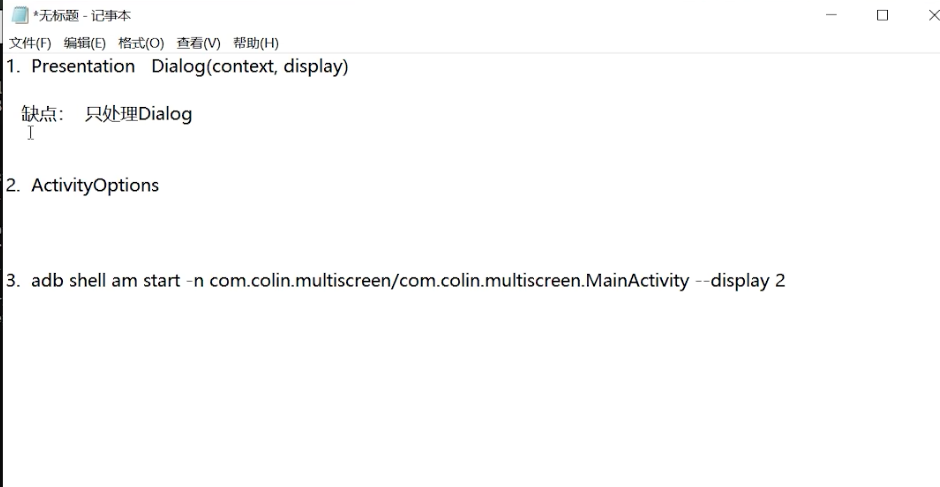 *无标题 - 记事本
文件(F) 编辑(E) 格式(O) 查看(V) 帮助(H)
1. Presentation Dialog(context, display)
缺点： 只处理Dialog
2. ActivityOptions
3. adb shell am start -n com.colin.multiscreen/com.colin.multiscreen.MainActivity --display 2